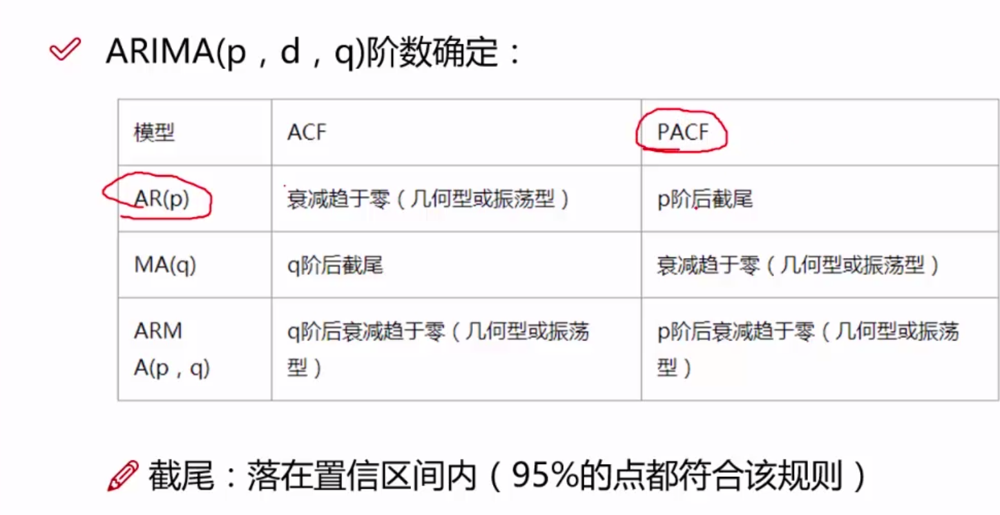 ARIMA(p，d，q)阶数确定：
模型 ACF PACF
AR(p) 衰减趋于零（几何型或振荡型） p阶后截尾
MA(q) q阶后截尾 衰减趋于零（几何型或振荡型）
ARM q阶后衰减趋于零（几何型或振荡 p阶后衰减趋于零（几何型或振荡
A(p，q) 型） 型）
截尾：落在置信区间内（95%的点都符合该规则）